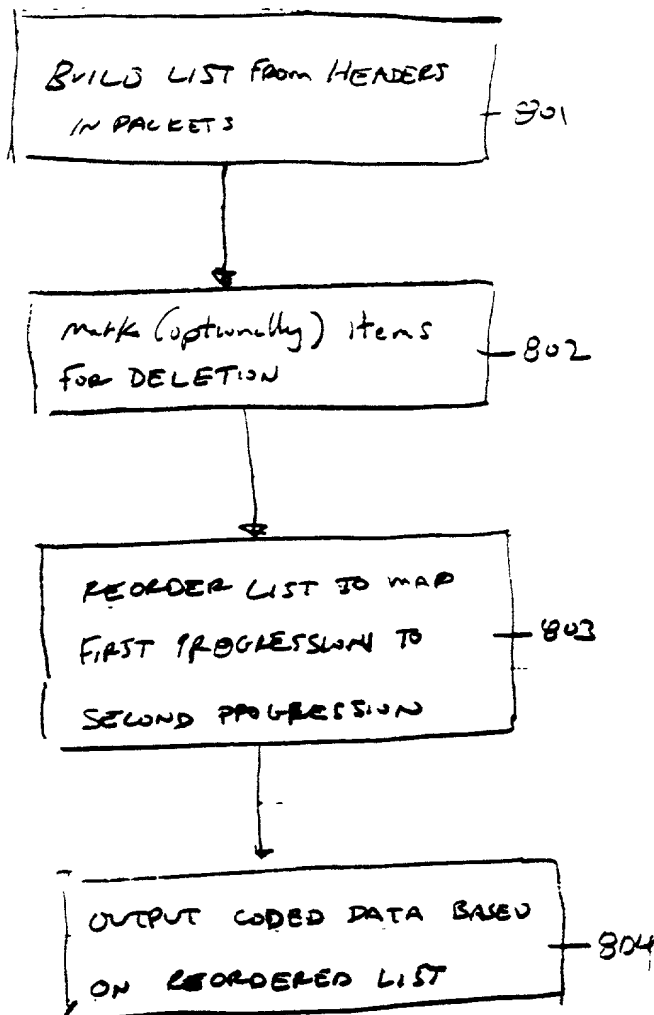 BUILD LIST FROM HEADERS
IN PACKETS
801
Mark (optionally) items
FOR DELETION
802
REORDER LIST TO MAP
FIRST PROGRESSION TO
SECOND PROGRESSION
803
OUTPUT CODED DATA BASED
ON REORDERED LIST
804